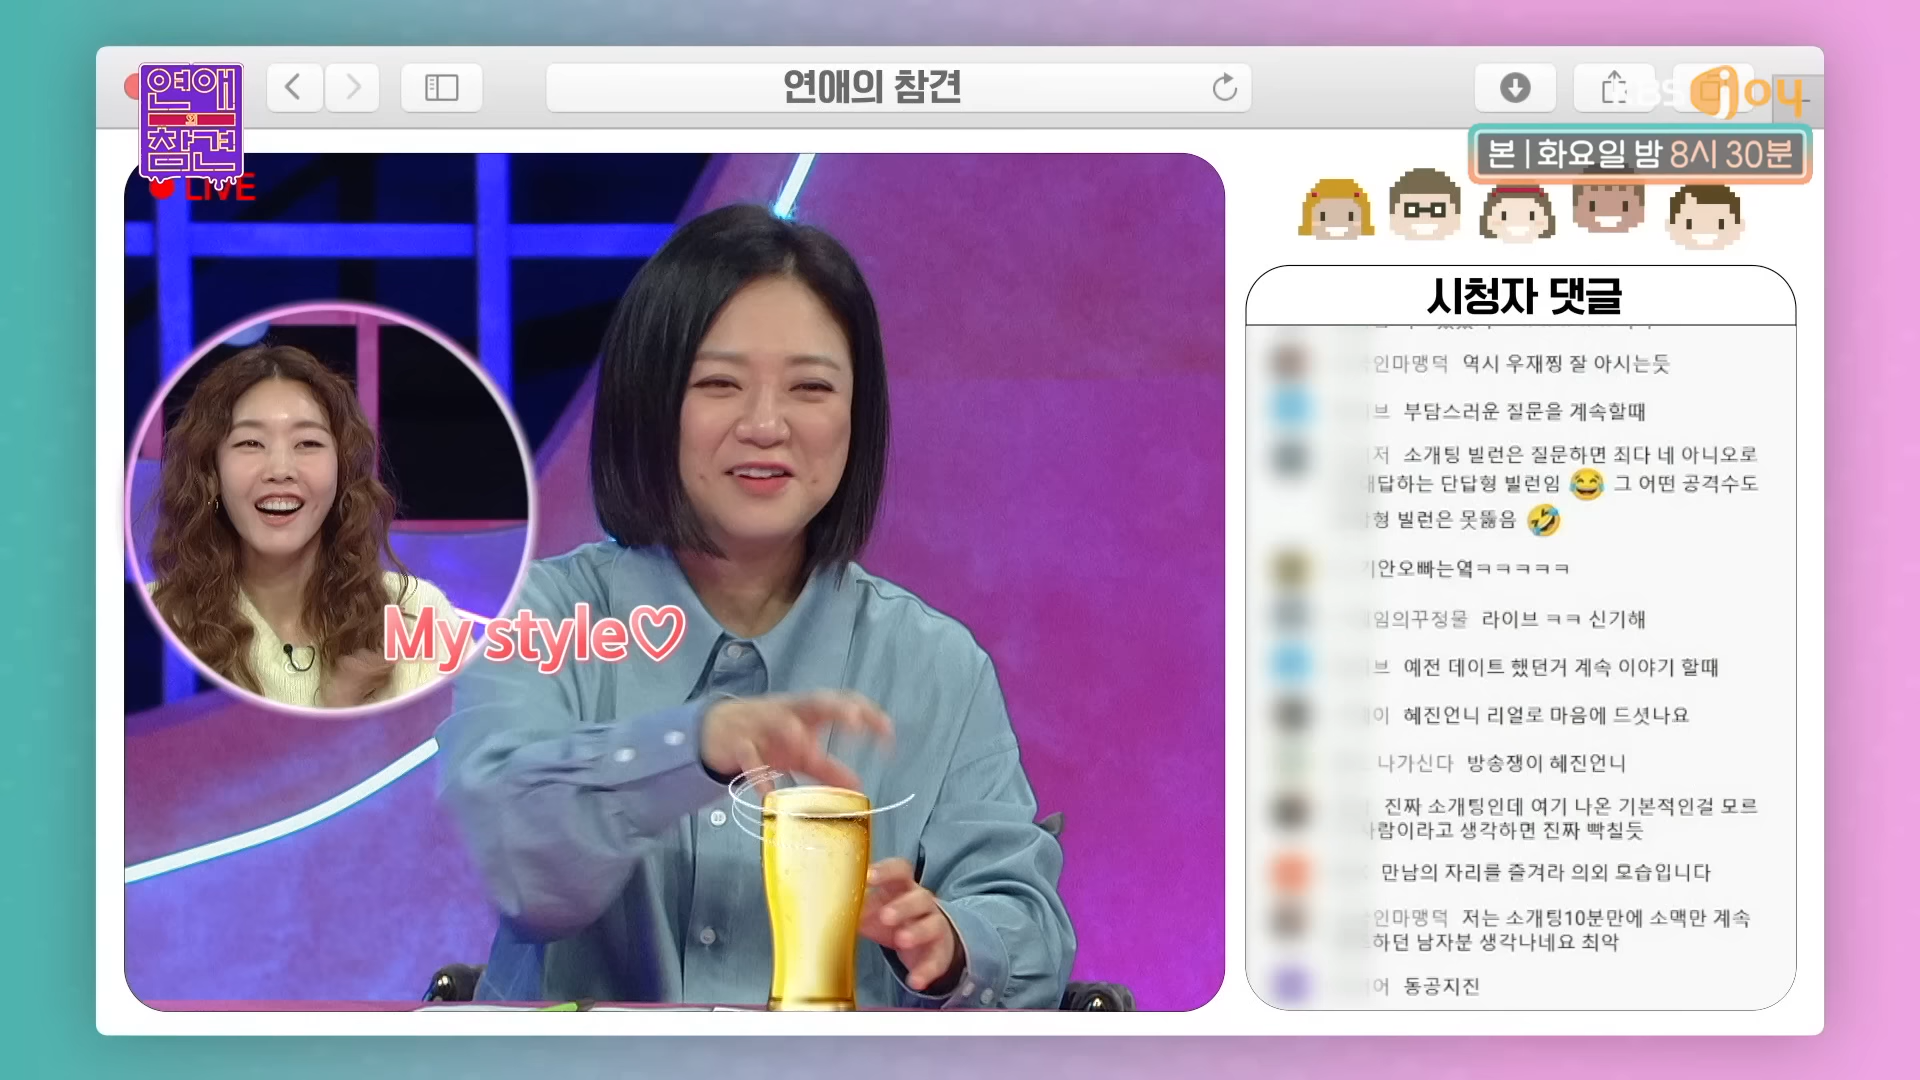 연애의 참견
연애
의
참견
LIVE
joy
본 | 화요일 밤 8시 30분
시청자 댓글
인마맹덕 역시 우재찡 잘 아시는듯
브 부담스러운 질문을 계속할때
저 소개팅 빌런은 질문하면 죄다 네 아니오로
대답하는 단답형 빌런임 😂 그 어떤 공격수도
형 빌런은 못뚫음 🤣
기안오빠는옄ㅋㅋㅋㅋㅋ
임의꾸정물 라이브 ㅋㅋ 신기해
브 예전 데이트 했던거 계속 이야기 할때
이 혜진언니 리얼로 마음에 드셧나요
나가신다 방송쟁이 혜진언니
진짜 소개팅인데 여기 나온 기본적인걸 모르
사람이라고 생각하면 진짜 빡칠듯
만남의 자리를 즐겨라 의외 모습입니다
인마맹덕 저는 소개팅10분만에 소맥만 계속
하던 남자분 생각나네요 최악
어 동공지진
My style♡